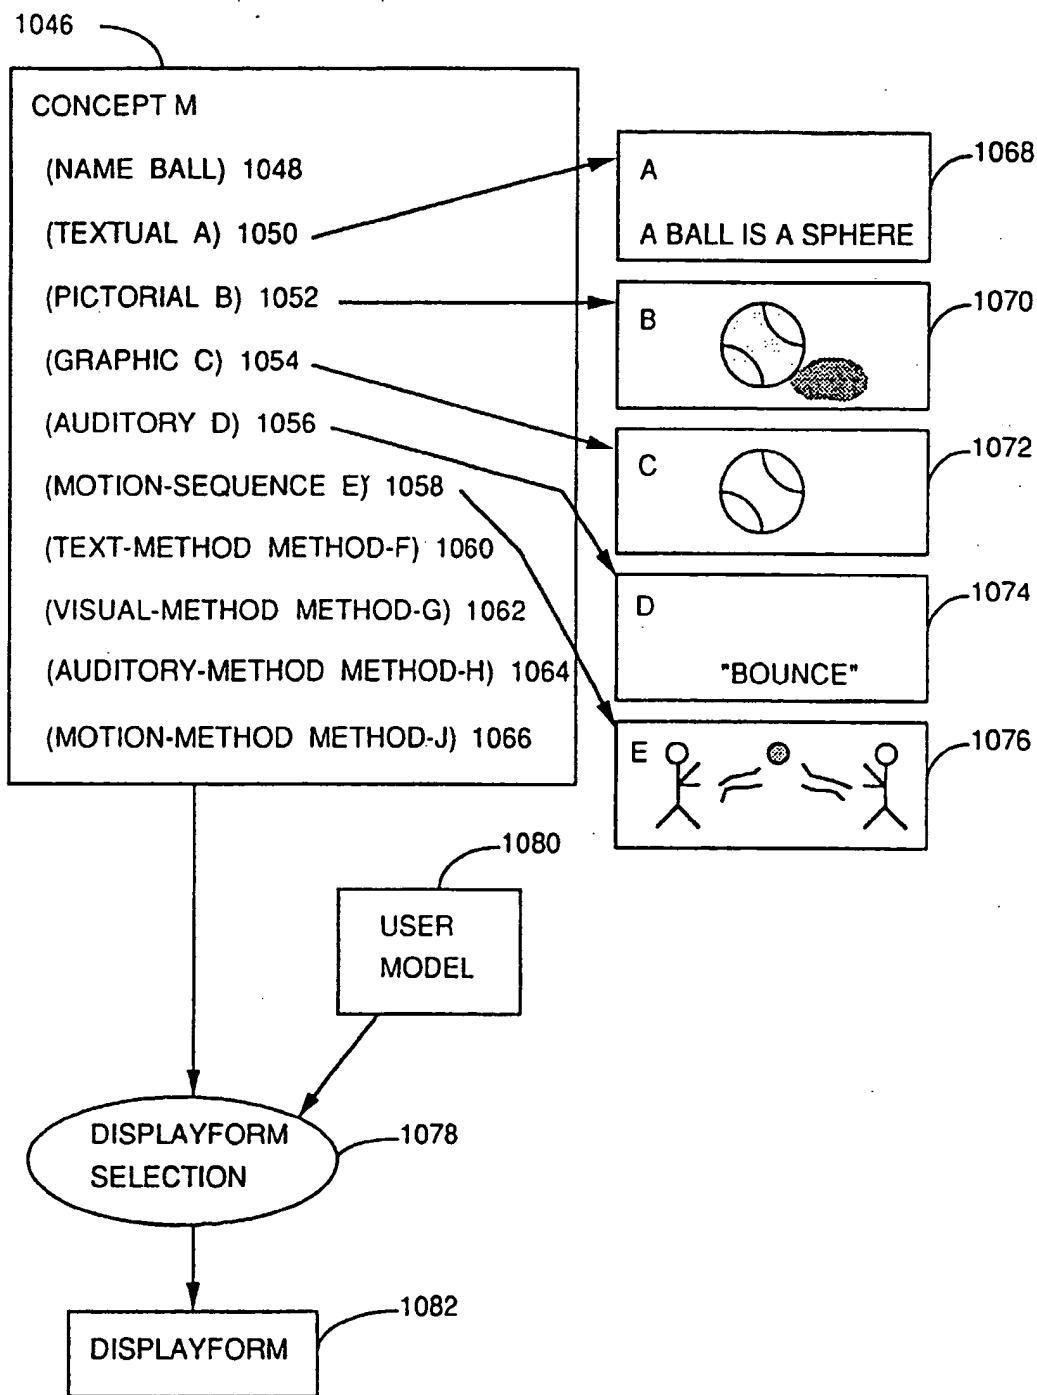 1046
CONCEPT M
(NAME BALL) 1048
(TEXTUAL A) 1050
(PICTORIAL B) 1052
(GRAPHIC C) 1054
(AUDITORY D) 1056
(MOTION-SEQUENCE E) 1058
(TEXT-METHOD METHOD-F) 1060
(VISUAL-METHOD METHOD-G) 1062
(AUDITORY-METHOD METHOD-H) 1064
(MOTION-METHOD METHOD-J) 1066
A
A BALL IS A SPHERE
1068
B
1070
C
1072
D
"BOUNCE"
1074
E
1076
1080
USER
MODEL
DISPLAYFORM
SELECTION
1078
1082
DISPLAYFORM